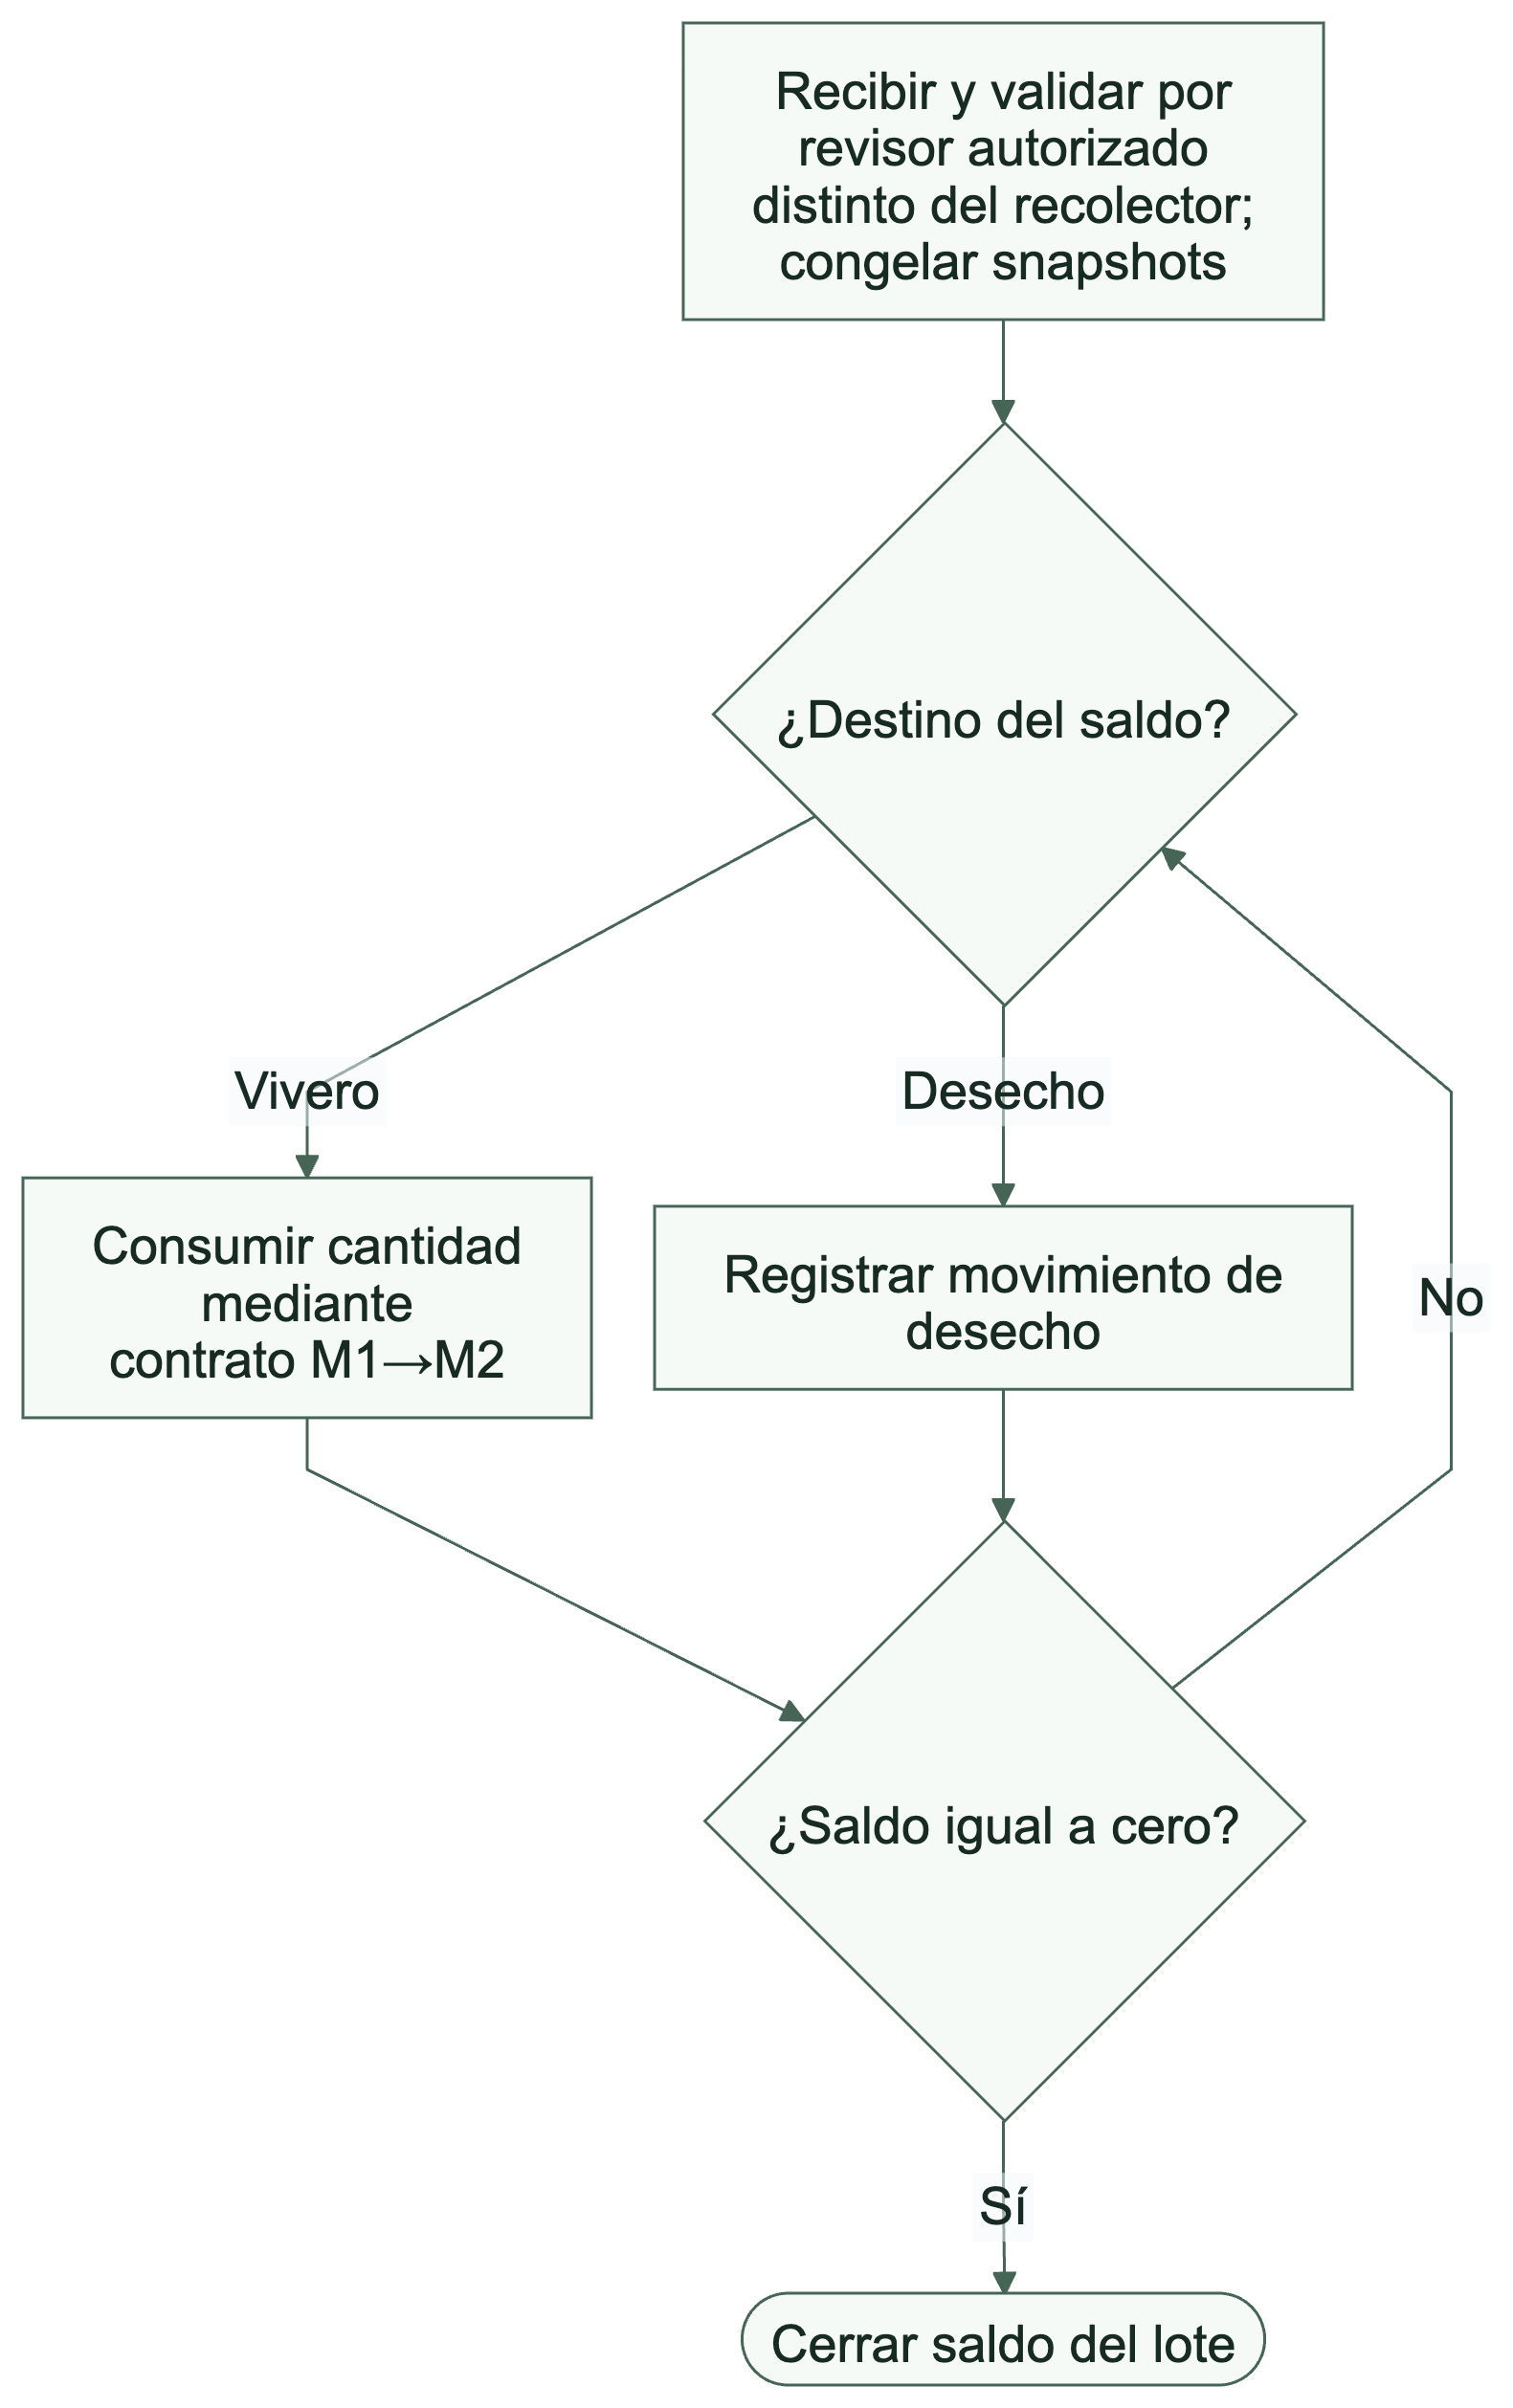 Recibir y validar por
revisor autorizado
distinto del recolector;
congelar snapshots
¿Destino del saldo?
Vivero
Desecho
Consumir cantidad
mediante
contrato M1→M2
Registrar movimiento de
desecho
No
¿Saldo igual a cero?
Sí
Cerrar saldo del lote